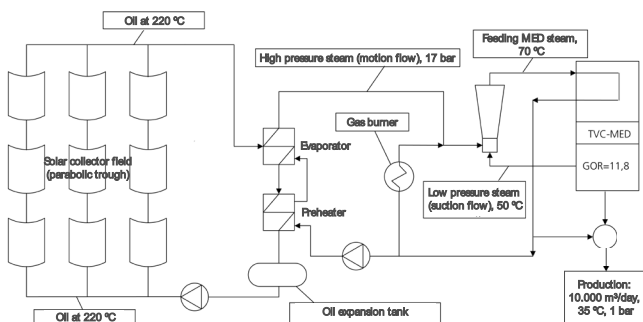 Oil at 220 ºC
Feeding MED steam,
70 ºC
High pressure steam (motion flow), 17 bar
Gas burner
TVC-MED
Evaporator
Solar collector field
(parabolic trough)
GOR=11,8
Low pressure steam
(suction flow), 50 ºC
Preheater
Production:
10.000 m³/day,
35 ºC, 1 bar
Oil expansion tank
Oil at 220 ºC